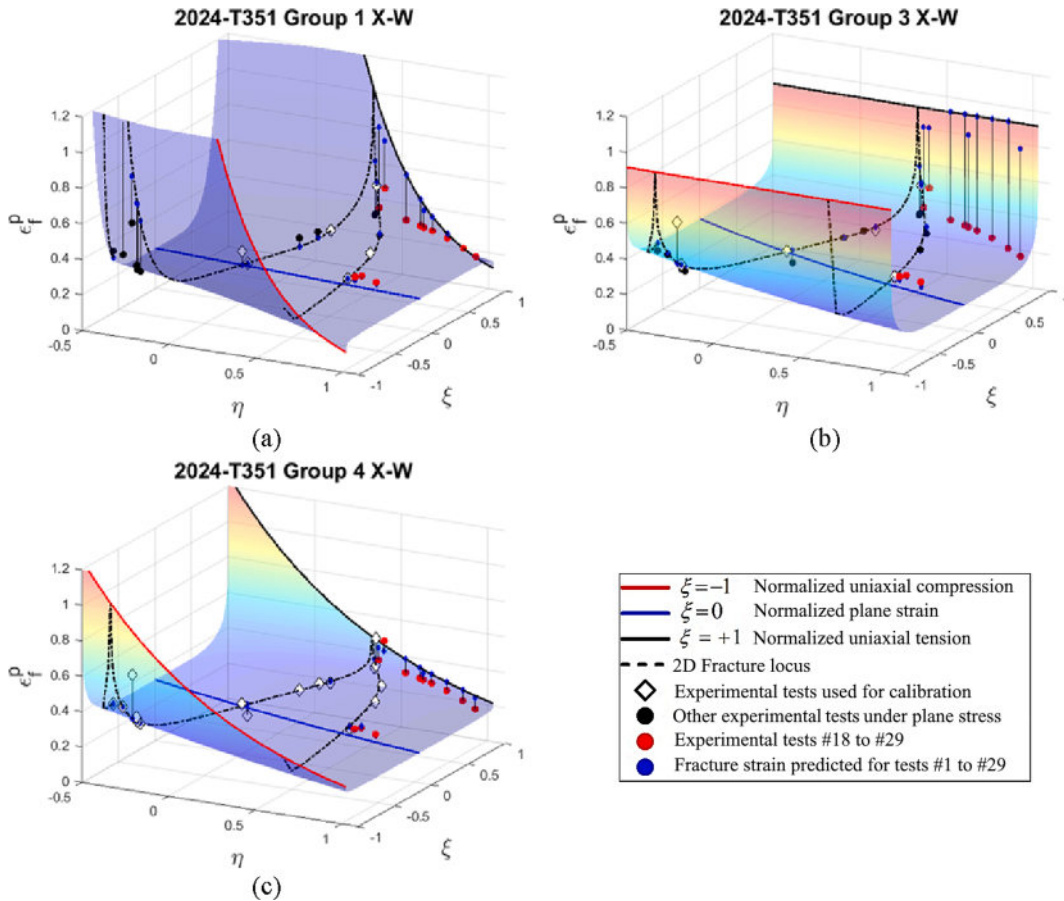 2024-T351 Group 1 X-W
1.2
1
0.8
0.6
0.4
0.2
0
-0.5
0
0.5
1
-1
-0.5
0
0.5
1
ϵ_f^p
η
ξ
(a)
2024-T351 Group 3 X-W
1.2
1
0.8
0.6
0.4
0.2
0
-0.5
0
0.5
1
-1
-0.5
0
0.5
1
ϵ_f^p
η
ξ
(b)
2024-T351 Group 4 X-W
1.2
1
0.8
0.6
0.4
0.2
0
-0.5
0
0.5
1
-1
-0.5
0
0.5
1
ϵ_f^p
η
ξ
(c)
ξ=−1 Normalized uniaxial compression
ξ=0 Normalized plane strain
ξ = +1 Normalized uniaxial tension
2D Fracture locus
Experimental tests used for calibration
Other experimental tests under plane stress
Experimental tests #18 to #29
Fracture strain predicted for tests #1 to #29